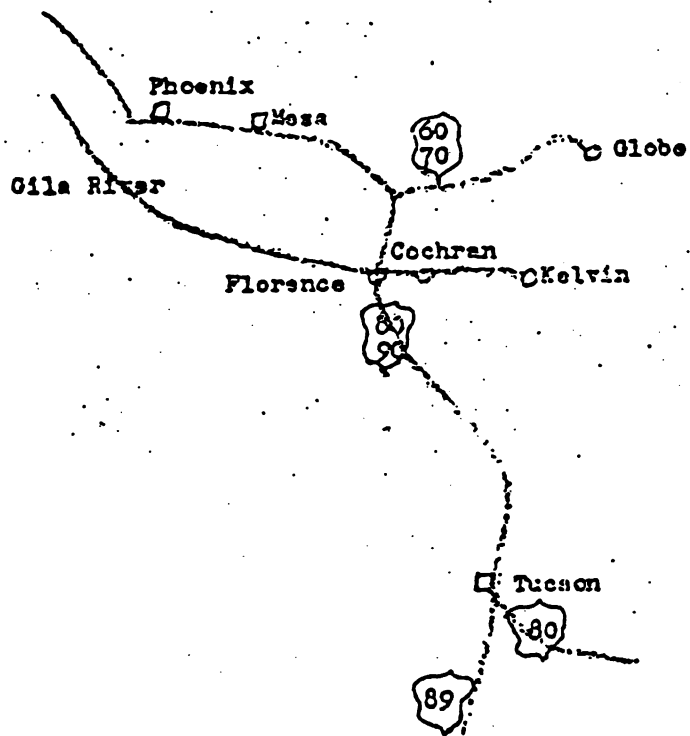 Phoenix
Mesa
60
70
Globe
Gila River
Cochran
Florence
Kelvin
Tucson
80
89